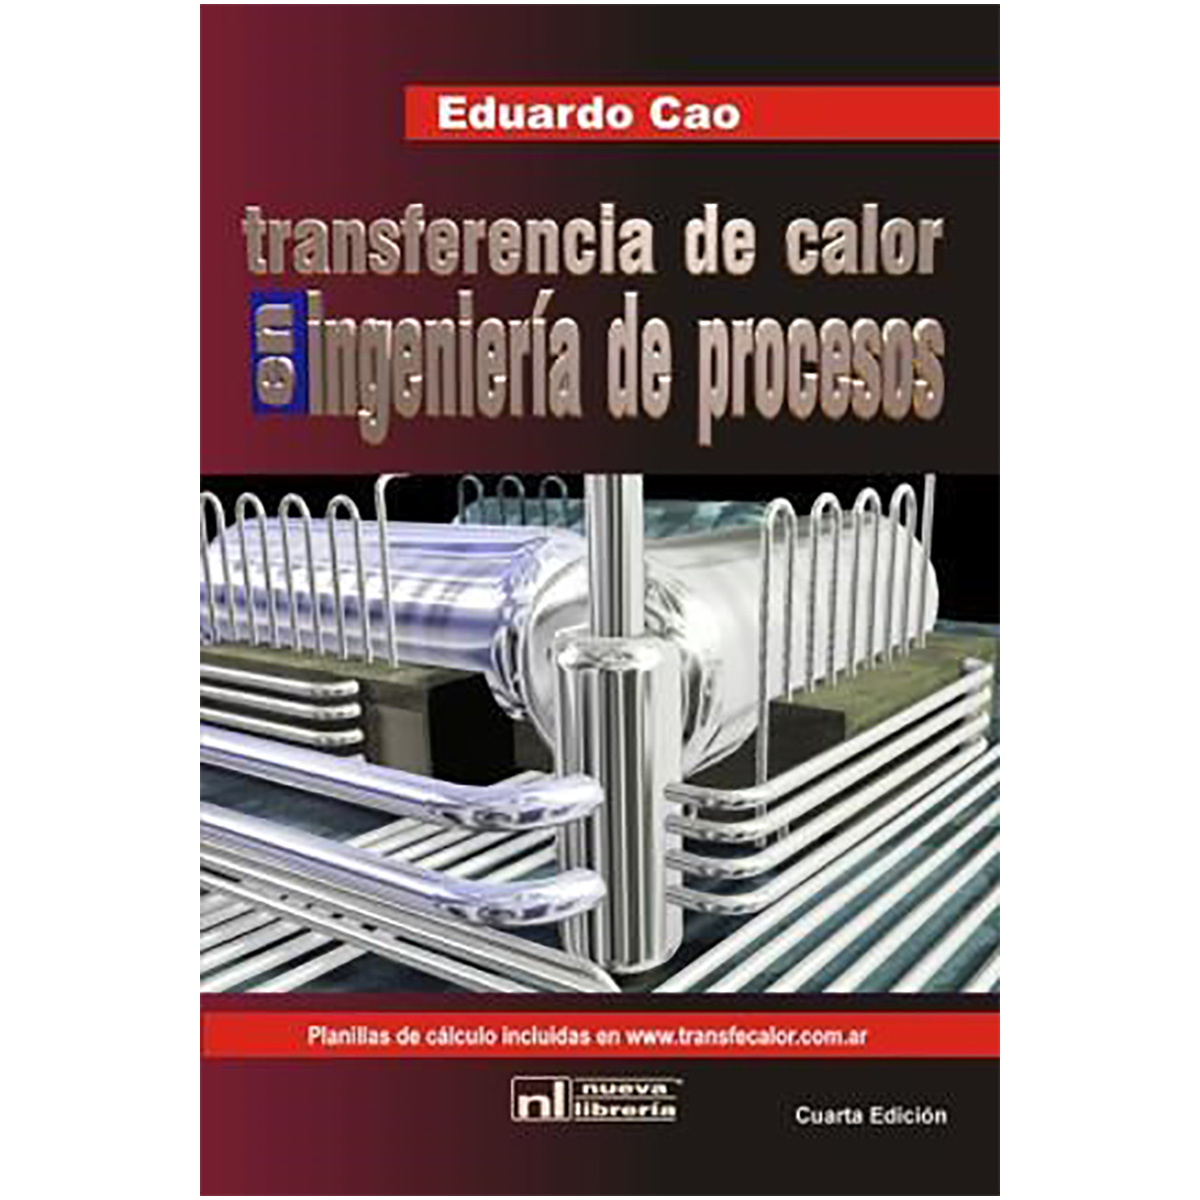 Eduardo Cao
transferencia de calor
en ingeniería de procesos
Planillas de cálculo incluidas en www.transfecalor.com.ar
nl nueva
librería
Cuarta Edición